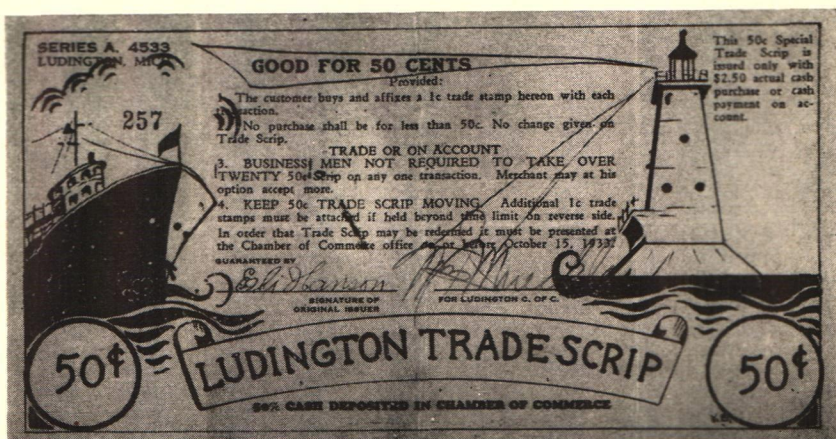 SERIES A. 4533
LUDINGTON, MICH
257
GOOD FOR 50 CENTS
Provided:
1. The customer buys and affixes a 1c trade stamp hereon with each
transaction.
2. No purchase shall be for less than 50c. No change given on
Trade Scrip.
TRADE OR ON ACCOUNT
3. BUSINESS MEN NOT REQUIRED TO TAKE OVER
TWENTY 50c Scrip on any one transaction. Merchant may at his
option accept more.
4. KEEP 50c TRADE SCRIP MOVING. Additional 1c trade
stamps must be attached if held beyond time limit on reverse side.
In order that Trade Scrip may be redeemed it must be presented at
the Chamber of Commerce office on or before October 15, 1933.
This 50c Special
Trade Scrip is
issued only with
$2.50 actual cash
purchase or cash
payment on ac-
count.
GUARANTEED BY
SIGNATURE OF
ORIGINAL ISSUER
FOR LUDINGTON C. OF C.
50¢
LUDINGTON TRADE SCRIP
50¢
50% CASH DEPOSITED IN CHAMBER OF COMMERCE